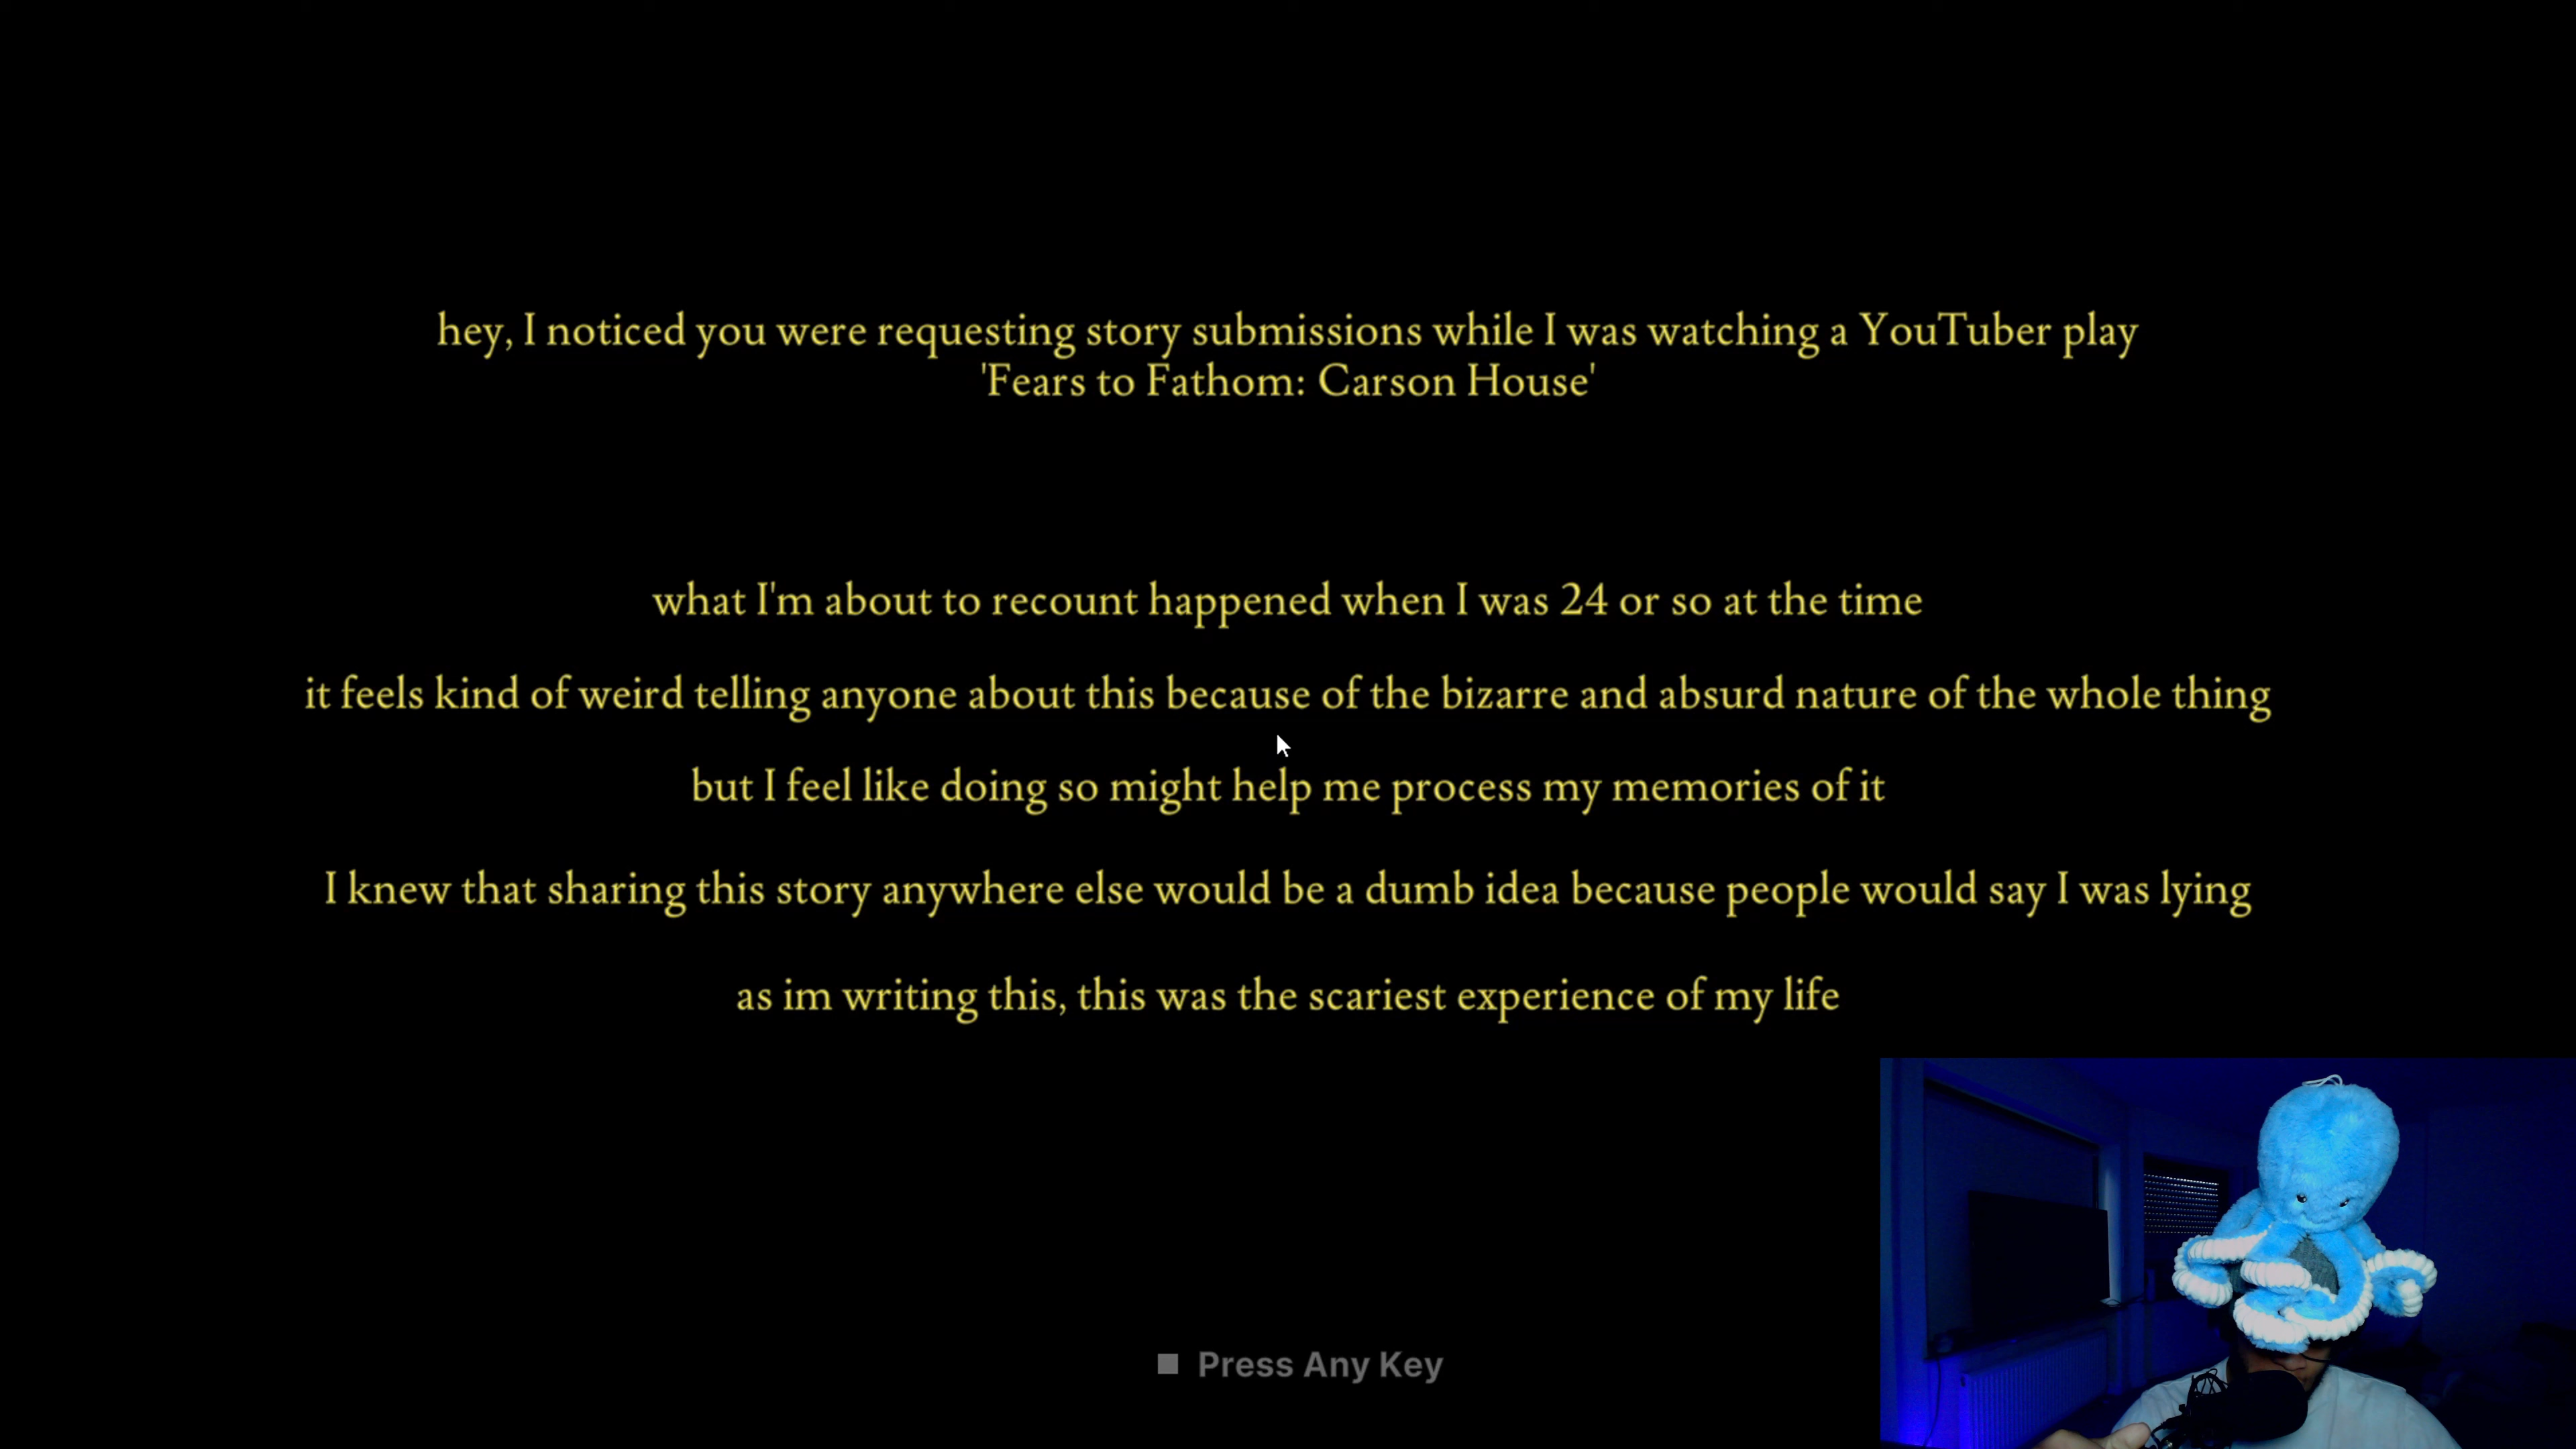 hey, I noticed you were requesting story submissions while I was watching a YouTuber play
'Fears to Fathom: Carson House'
what I'm about to recount happened when I was 24 or so at the time
it feels kind of weird telling anyone about this because of the bizarre and absurd nature of the whole thing
but I feel like doing so might help me process my memories of it
I knew that sharing this story anywhere else would be a dumb idea because people would say I was lying
as im writing this, this was the scariest experience of my life
Press Any Key